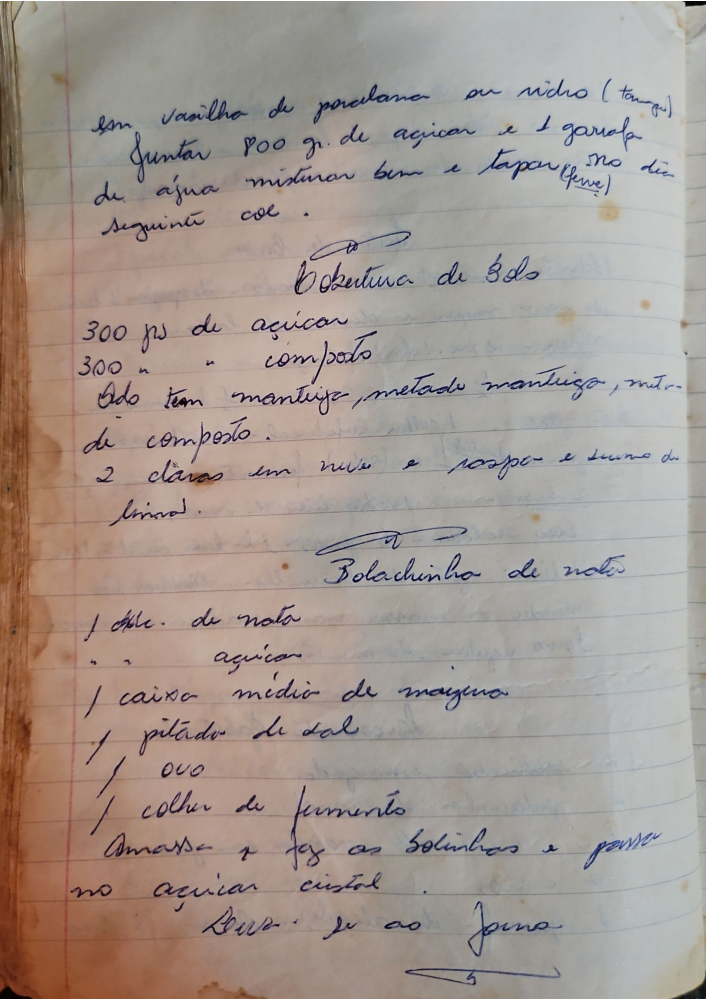 em vasilha de porcelana ou vidro (
Juntar 800 gr. de açúcar e 1 garrafa
de água misturar bem e tapar, no dia
(ferve)
seguinte coe.
Cobertura de Bolo
300 grs de açúcar
300 " " composto
tem manteiga, metade manteiga, meta-
de composto.
2 claras em neve e raspa e sumo de
limão.
Bolachinha de nata
1 xíc. de nata
" " açúcar
1 caixa média de maizena
1 pitada de sal
1 ovo
1 colher de fermento
Amassa e faz as bolinhas e passa
no açúcar cristal.
Leva-se ao forno